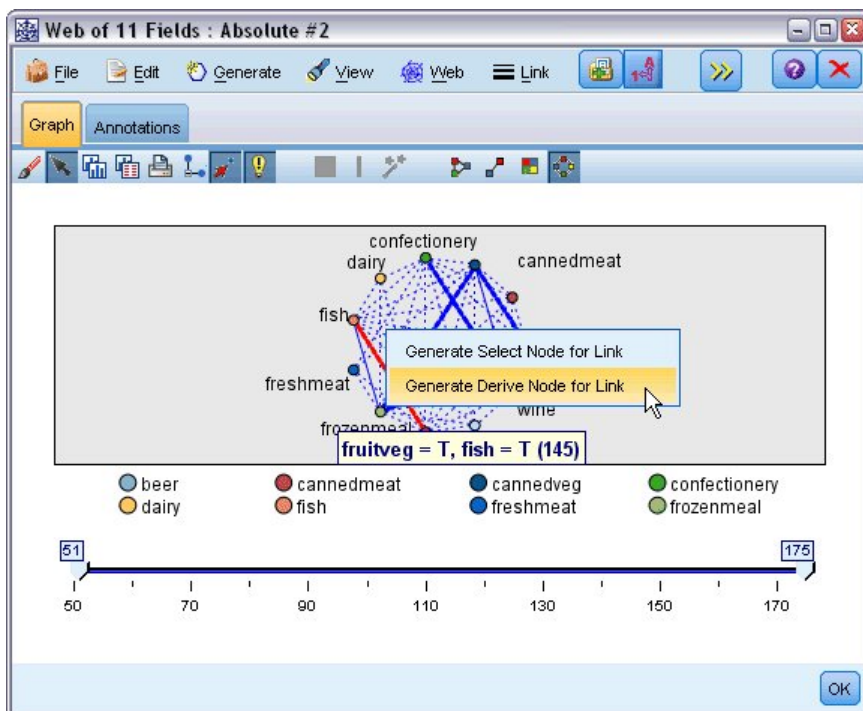 Web of 11 Fields : Absolute #2
File Edit Generate View Web Link
Graph Annotations
confectionery
dairy cannedmeat
fish
Generate Select Node for Link
freshmeat Generate Derive Node for Link
wine
frozenmeal
fruitveg = T, fish = T (145)
beer cannedmeat cannedveg confectionery
dairy fish freshmeat frozenmeal
51 175
50 70 90 110 130 150 170
OK